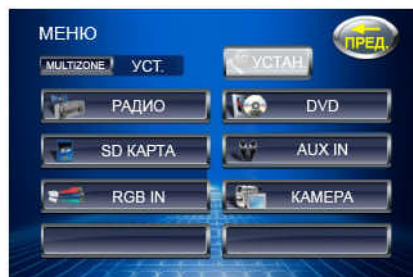 МЕНЮ
ПРЕД.
MULTIZONE УСТ. УСТАН.
РАДИО DVD
SD КАРТА AUX IN
RGB IN КАМЕРА